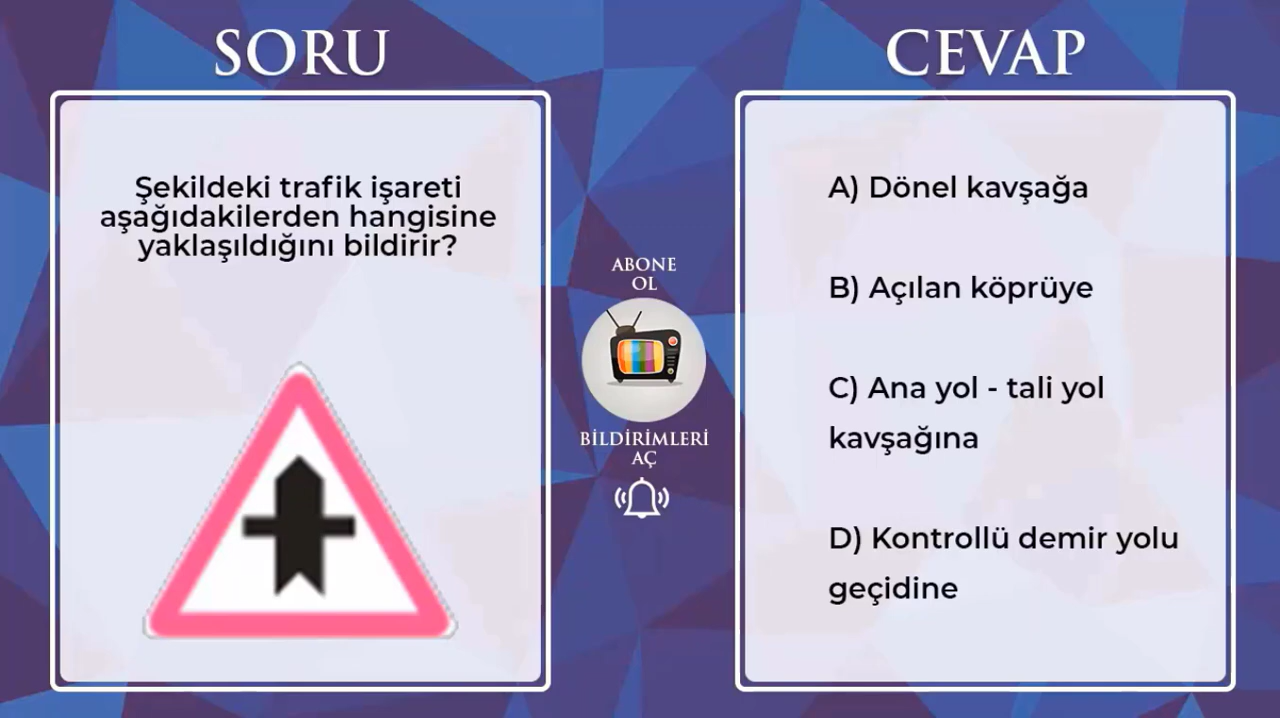 SORU
Şekildeki trafik işareti
aşağıdakilerden hangisine
yaklaşıldığını bildirir?
ABONE
OL
BİLDİRİMLERİ
AÇ
CEVAP
A) Dönel kavşağa
B) Açılan köprüye
C) Ana yol - tali yol
kavşağına
D) Kontrollü demir yolu
geçidine